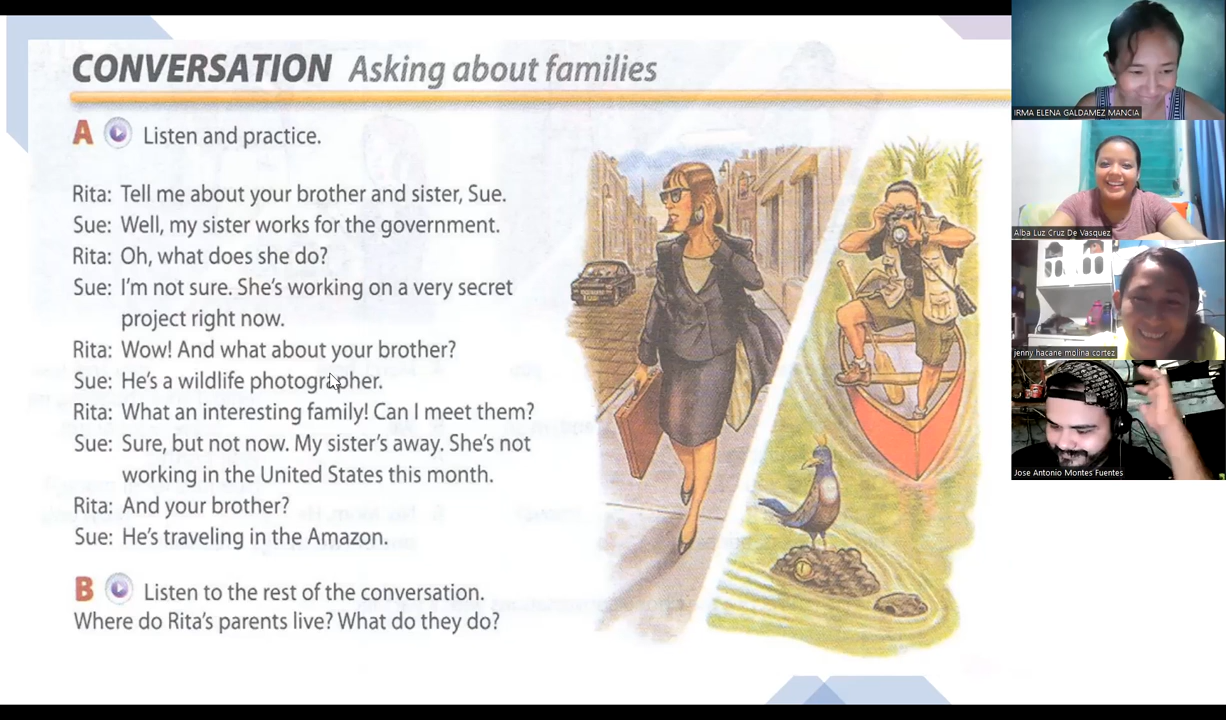 CONVERSATION Asking about families
A Listen and practice.
Rita: Tell me about your brother and sister, Sue.
Sue: Well, my sister works for the government.
Rita: Oh, what does she do?
Sue: I'm not sure. She's working on a very secret
project right now.
Rita: Wow! And what about your brother?
Sue: He's a wildlife photographer.
Rita: What an interesting family! Can I meet them?
Sue: Sure, but not now. My sister's away. She's not
working in the United States this month.
Rita: And your brother?
Sue: He's traveling in the Amazon.
B Listen to the rest of the conversation.
Where do Rita's parents live? What do they do?
IRMA ELENA GALDAMEZ MANCIA
Alba Luz Cruz De Vasquez
jenny hacane molina cortez
Jose Antonio Montes Fuentes